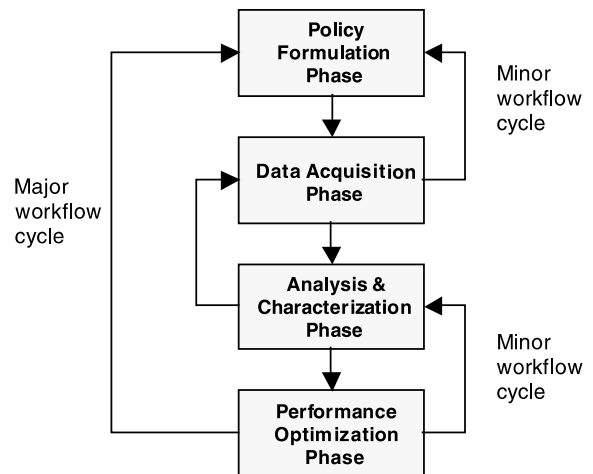 Policy
Formulation
Phase
Minor
workflow
cycle
Data Acquisition
Phase
Major
workflow
cycle
Analysis &
Characterization
Phase
Minor
workflow
cycle
Performance
Optimization
Phase